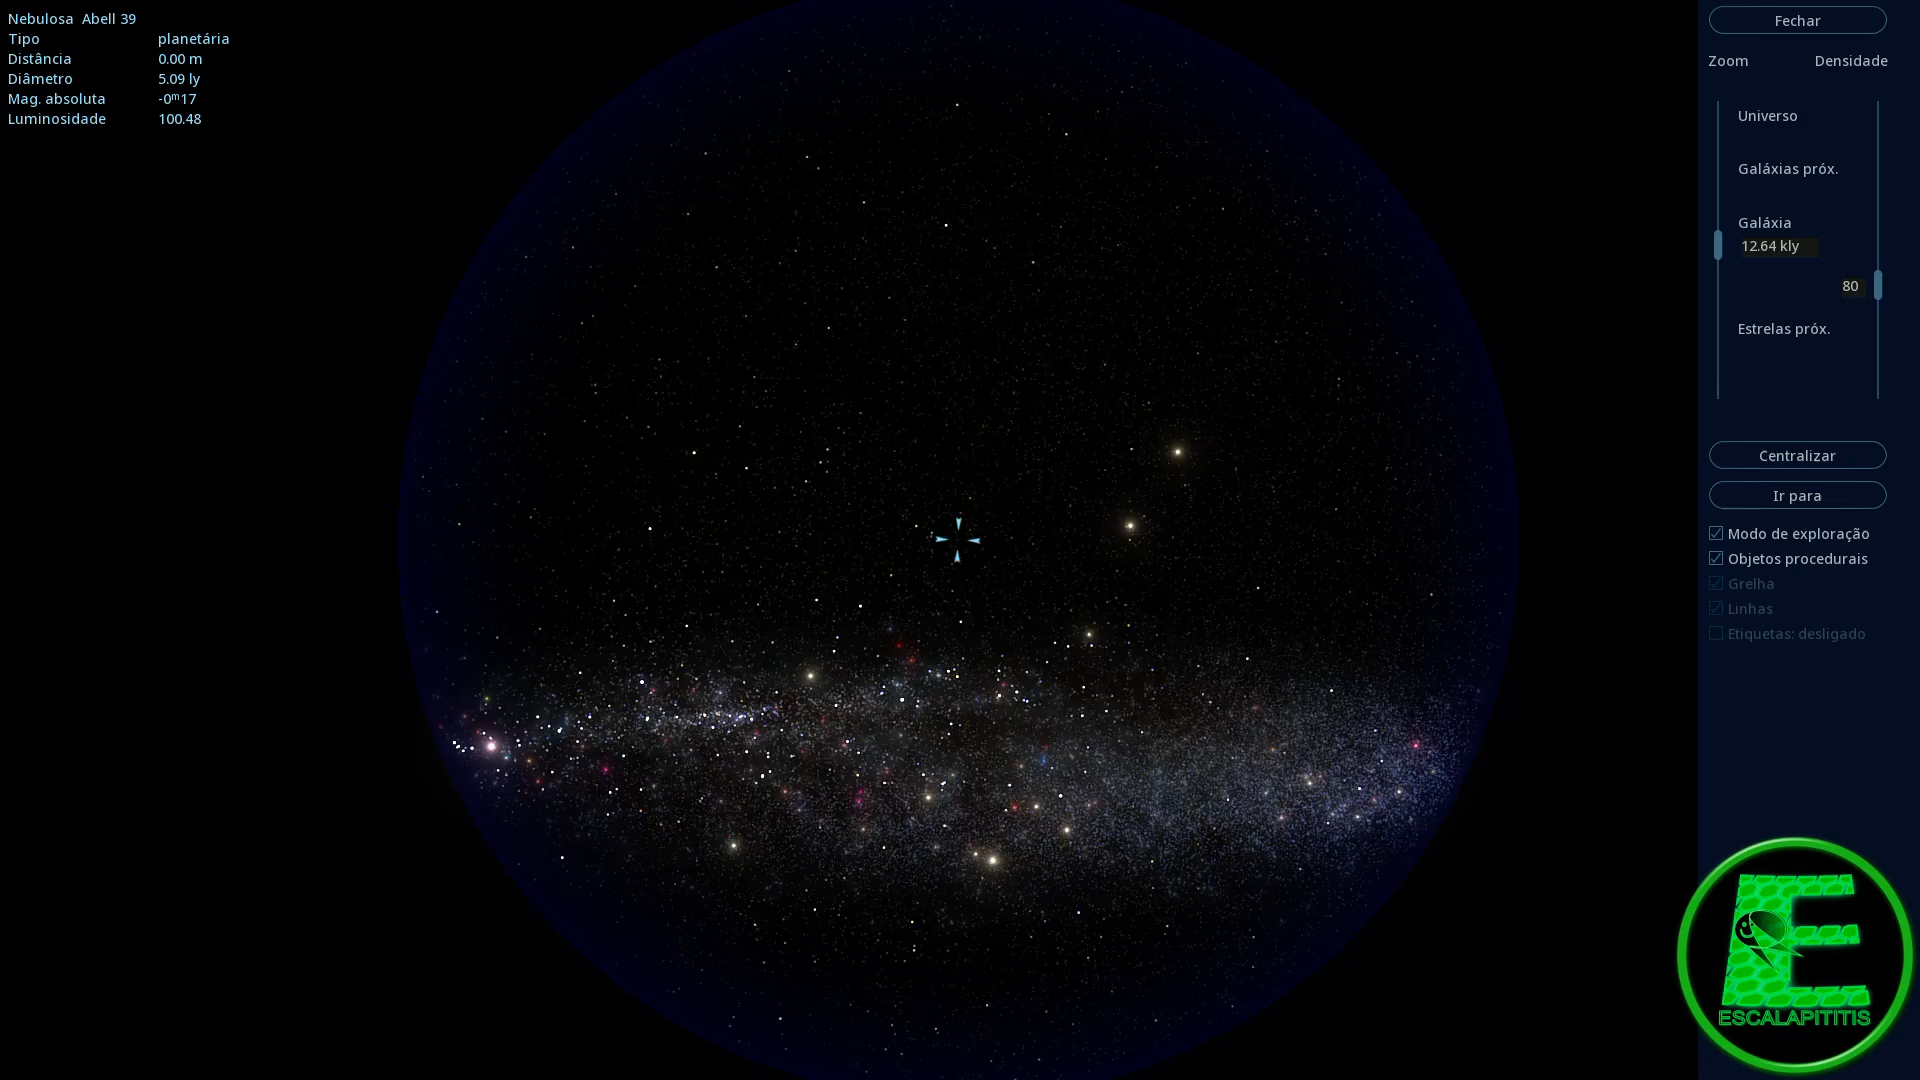 Nebulosa Abell 39
Tipo planetária
Distância 0.00 m
Diâmetro 5.09 ly
Mag. absoluta -0ᵐ17
Luminosidade 100.48
Fechar
Zoom Densidade
Universo
Galáxias próx.
Galáxia
12.64 kly
80
Estrelas próx.
Centralizar
Ir para
Modo de exploração
Objetos procedurais
Grelha
Linhas
Etiquetas: desligado
E
ESCALAPITITIS